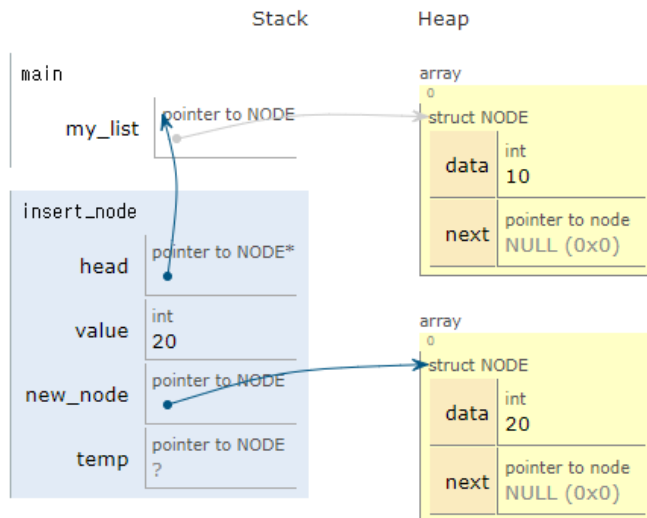 Stack Heap
main
my_list pointer to NODE
array
0
struct NODE
data int
10
next pointer to node
NULL (0x0)
insert_node
head pointer to NODE*
value int
20
new_node pointer to NODE
temp pointer to NODE
?
array
0
struct NODE
data int
20
next pointer to node
NULL (0x0)